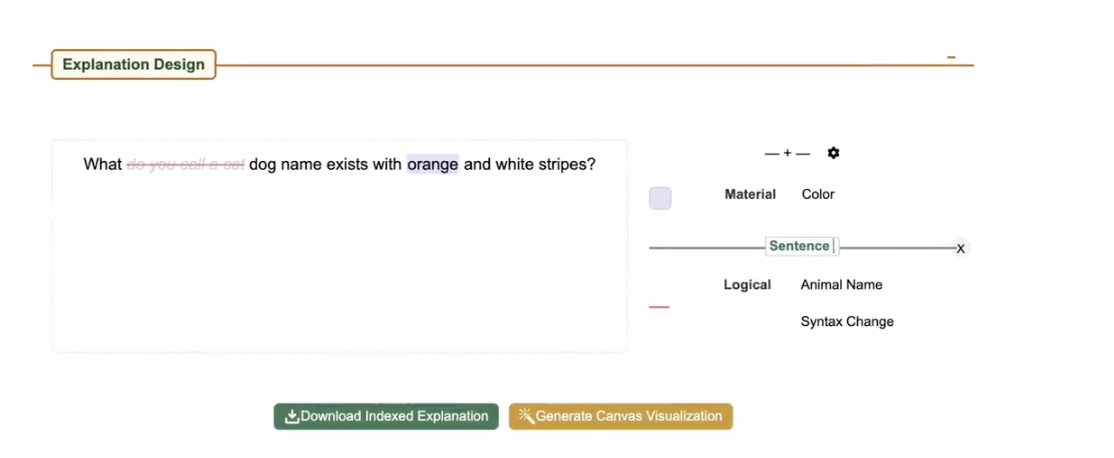 Explanation Design
What do you call a cat dog name exists with orange and white stripes?
— + —
Material Color
Sentence
x
Logical Animal Name
Syntax Change
Download Indexed Explanation
Generate Canvas Visualization